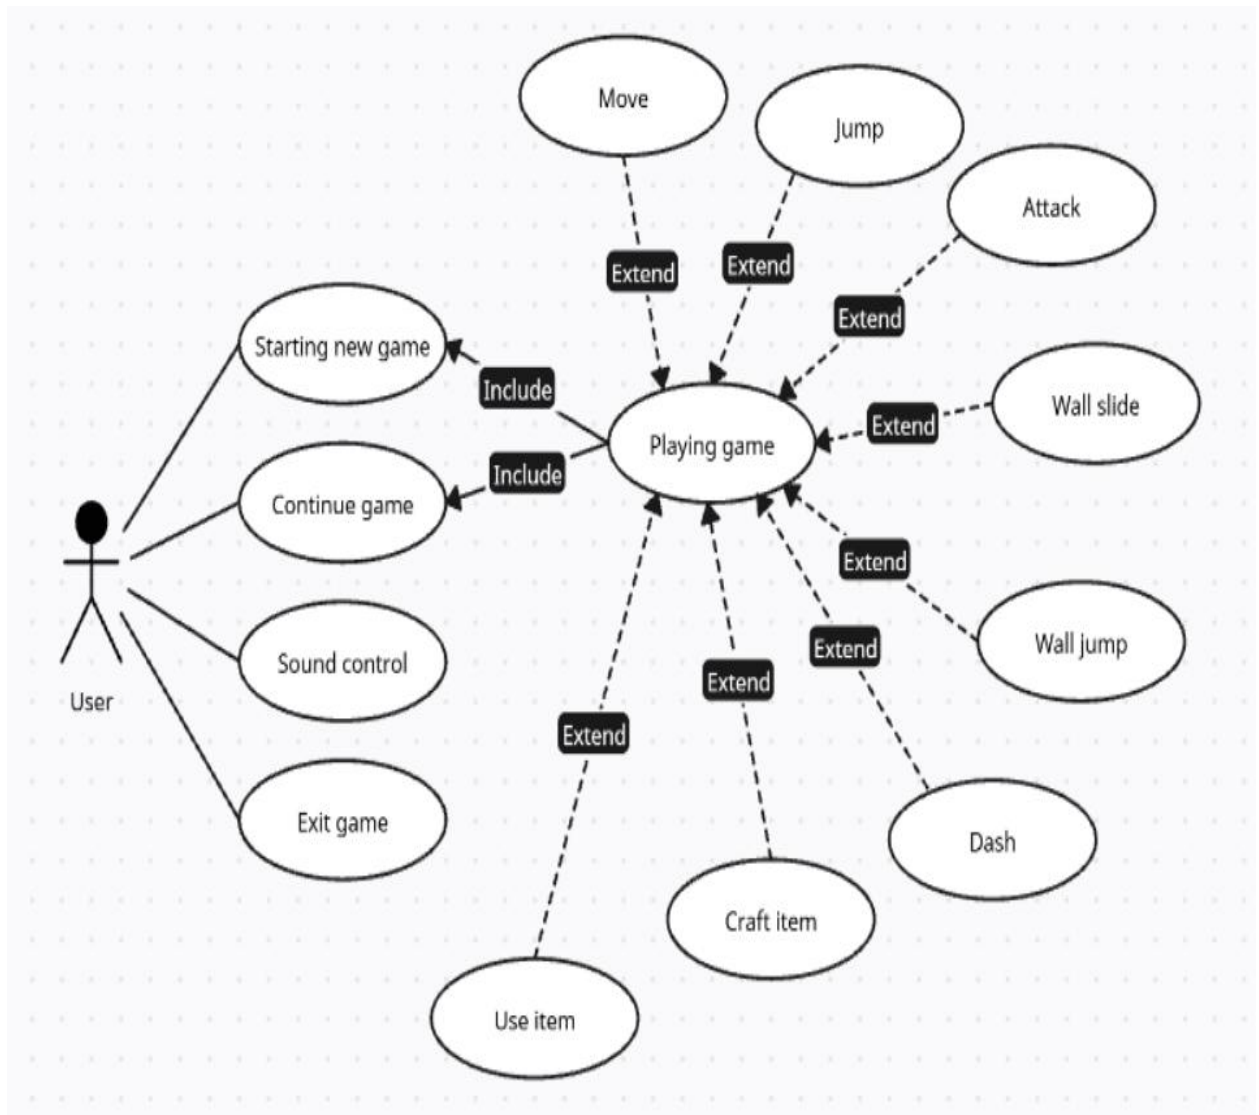 Move
Jump
Attack
Extend
Extend
Extend
Starting new game
Include
Wall slide
Extend
Playing game
Include
Continue game
Extend
Wall jump
Extend
Sound control
Extend
User
Extend
Exit game
Dash
Craft item
Use item